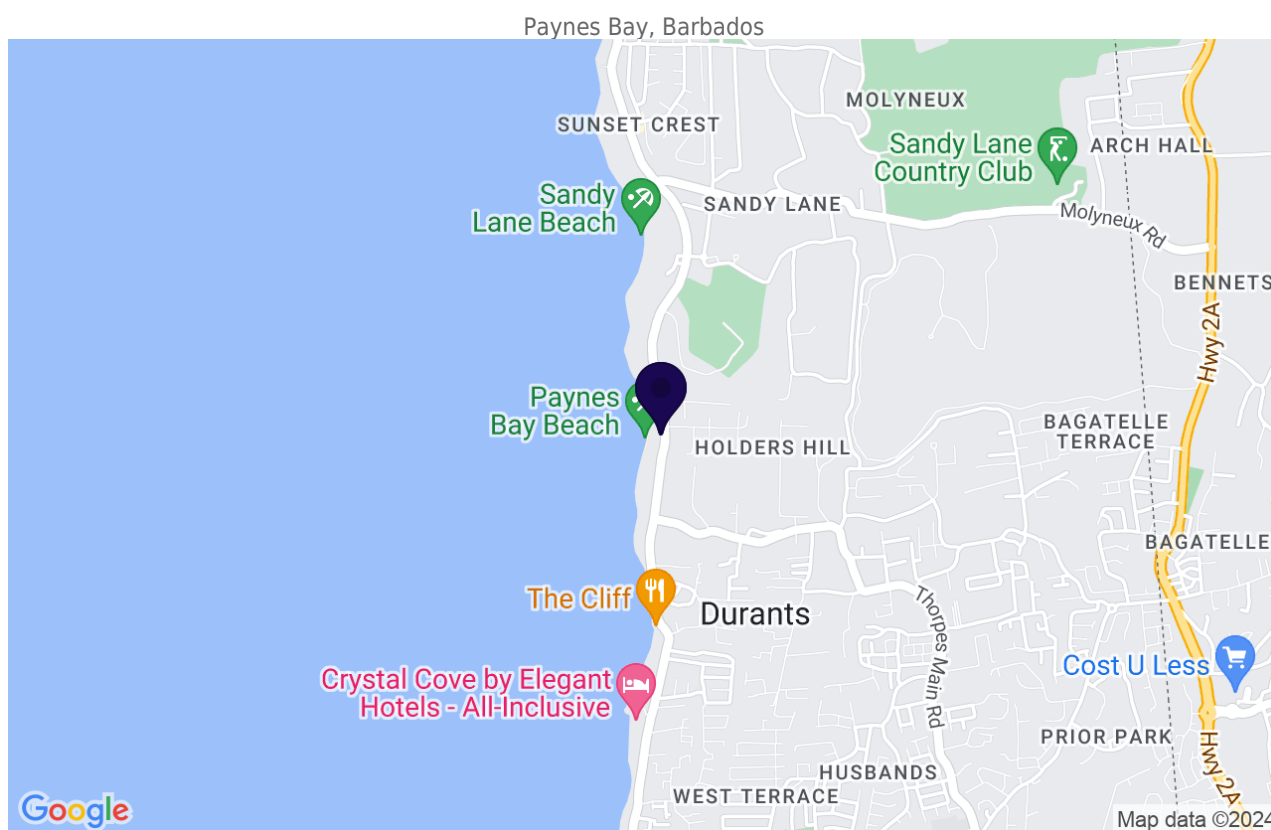 Paynes Bay, Barbados
MOLYNEUX
SUNSET CREST
Sandy Lane
Country Club
ARCH HALL
Sandy
Lane Beach
SANDY LANE
Molyneux Rd
BENNETS
Hwy 2A
Paynes
Bay Beach
HOLDERS HILL
BAGATELLE
TERRACE
BAGATELLE
The Cliff
Durants
Thorpes Main Rd
Cost U Less
Crystal Cove by Elegant
Hotels - All-Inclusive
PRIOR PARK
Hwy 2A
HUSBANDS
WEST TERRACE
Google
Map data ©2024